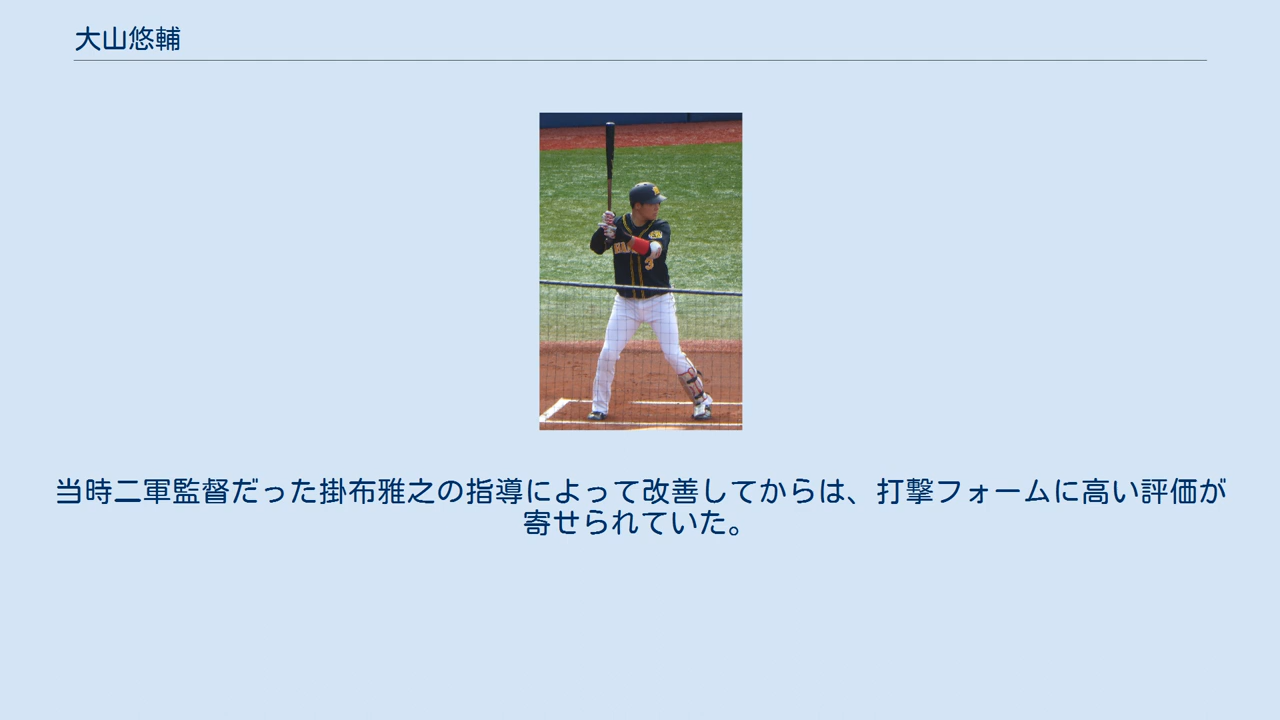 大山悠輔
当時二軍監督だった掛布雅之の指導によって改善してからは、打撃フォームに高い評価が
寄せられていた。